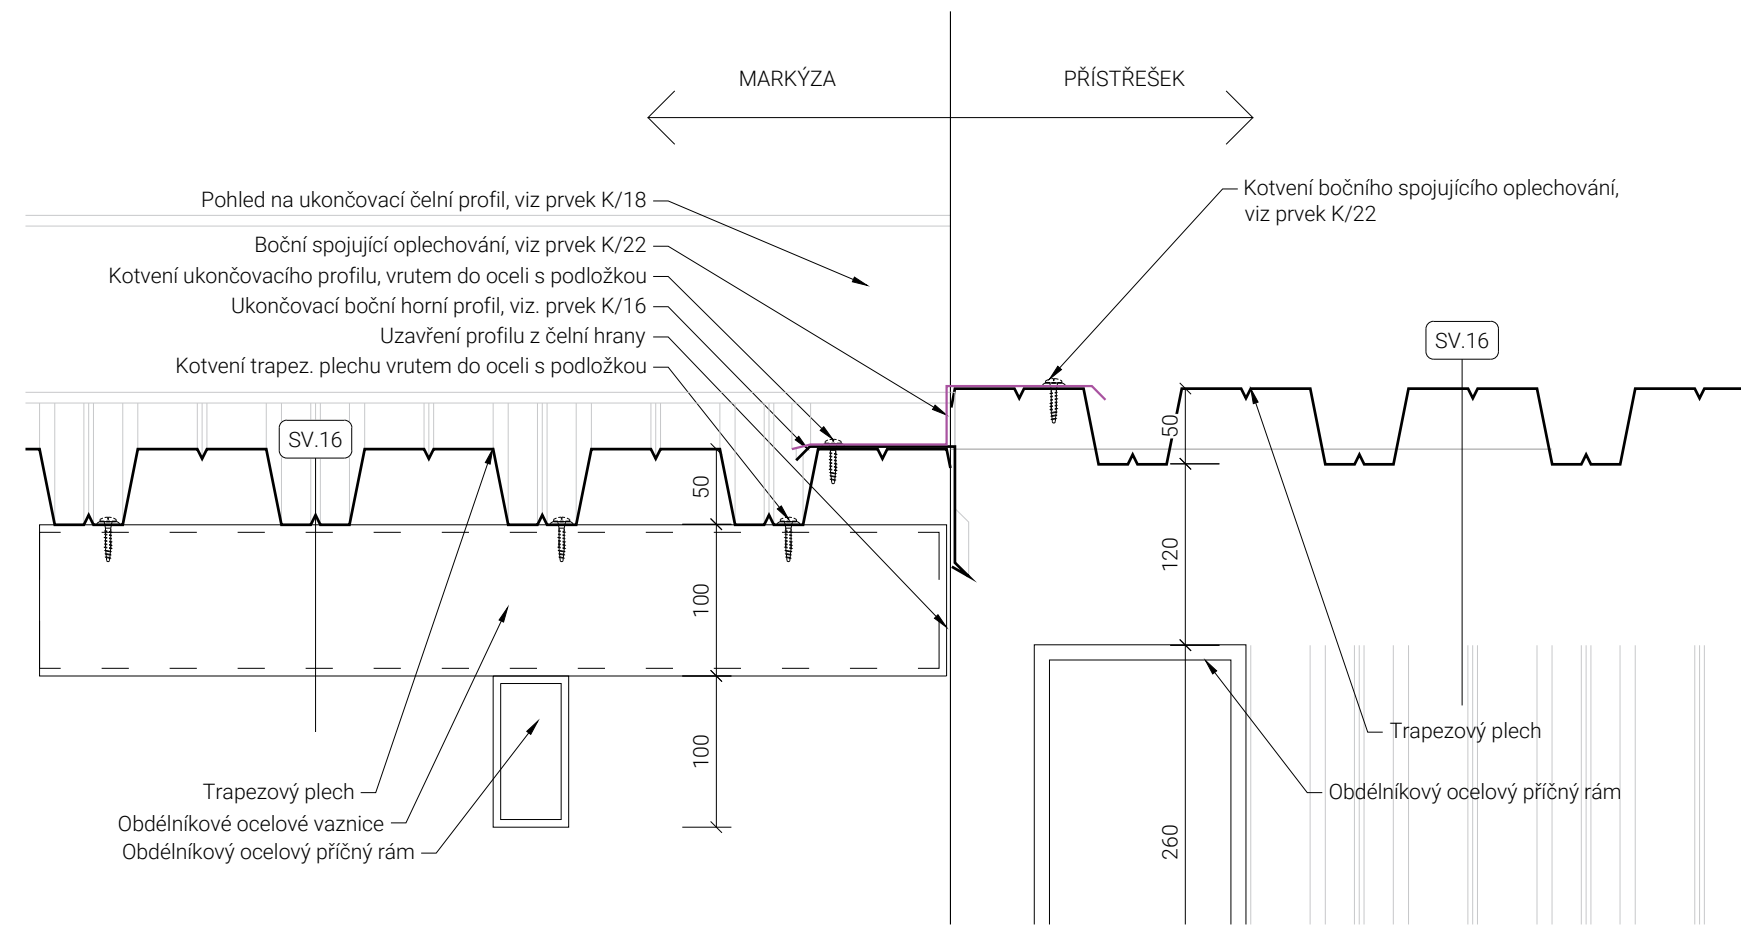 MARKÝZA
PŘÍSTŘEŠEK
Pohled na ukončovací čelní profil, viz prvek K/18
Kotvení bočního spojujícího oplechování,
viz prvek K/22
Boční spojující oplechování, viz prvek K/22
Kotvení ukončovacího profilu, vrutem do oceli s podložkou
Ukončovací boční horní profil, viz. prvek K/16
Uzavření profilu z čelní hrany
Kotvení trapez. plechu vrutem do oceli s podložkou
SV.16
SV.16
50
50
120
100
100
260
Trapezový plech
Obdélníkový ocelový příčný rám
Trapezový plech
Obdélníkové ocelové vaznice
Obdélníkový ocelový příčný rám